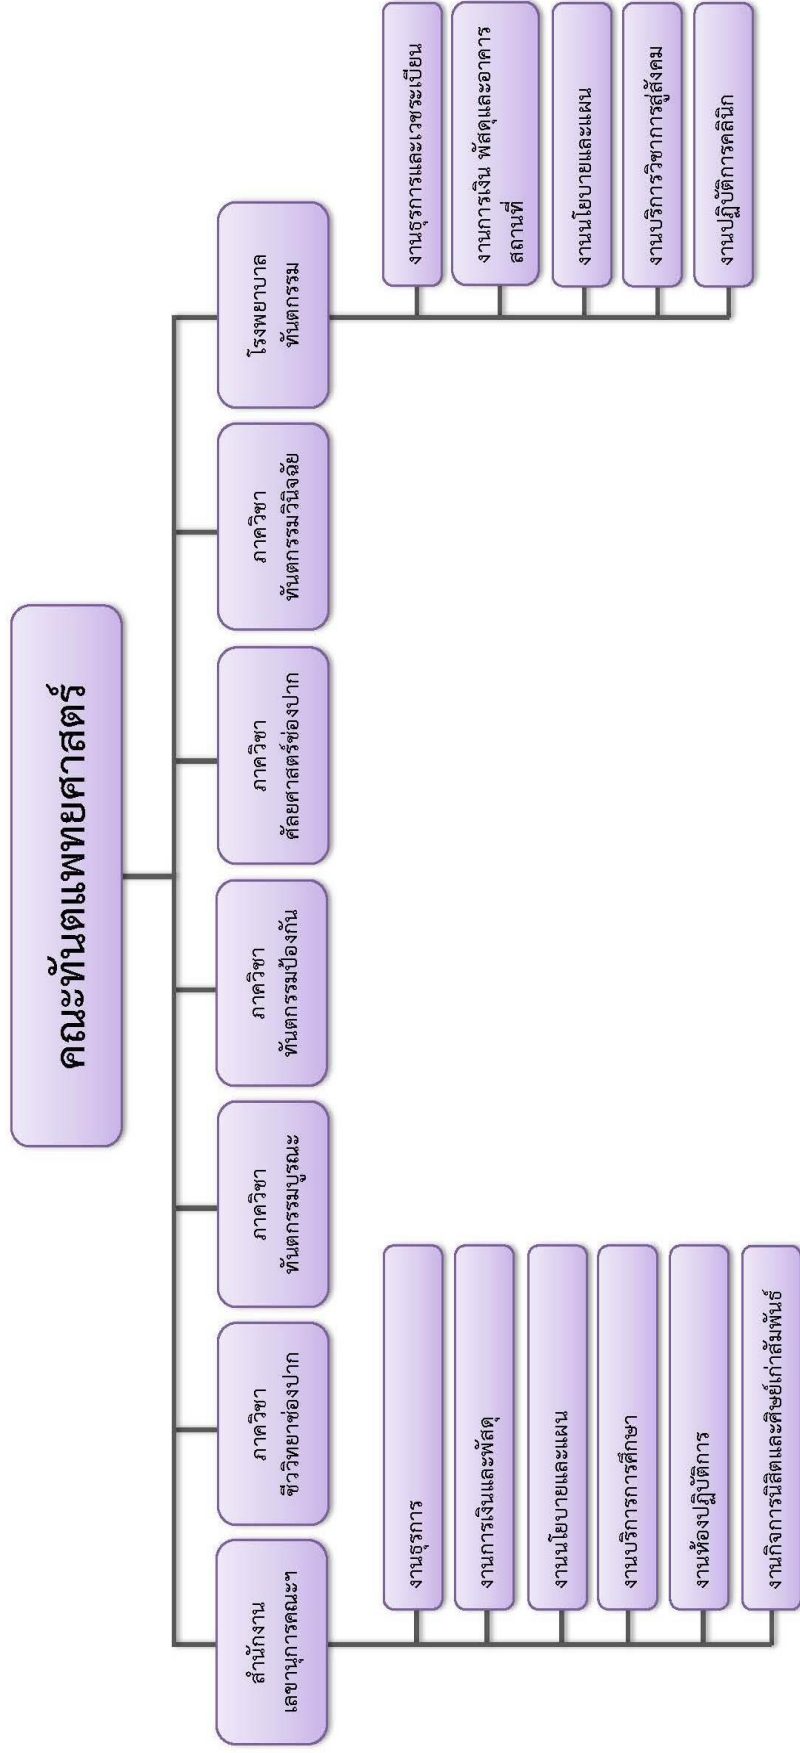 คณะทันตแพทยศาสตร์
สำนักงาน
เลขานุการคณะฯ
ภาควิชา
ชีววิทยาช่องปาก
ภาควิชา
ทันตกรรมบูรณะ
ภาควิชา
ทันตกรรมป้องกัน
ภาควิชา
ศัลยศาสตร์ช่องปาก
ภาควิชา
ทันตกรรมวินิจฉัย
โรงพยาบาล
ทันตกรรม
งานธุรการ
งานการเงินและพัสดุ
งานนโยบายและแผน
งานบริการการศึกษา
งานห้องปฏิบัติการ
งานกิจการนิสิตและศิษย์เก่าสัมพันธ์
งานธุรการและเวชระเบียน
งานการเงิน พัสดุและอาคาร
สถานที่
งานนโยบายและแผน
งานบริการวิชาการสู่สังคม
งานปฏิบัติการคลินิก